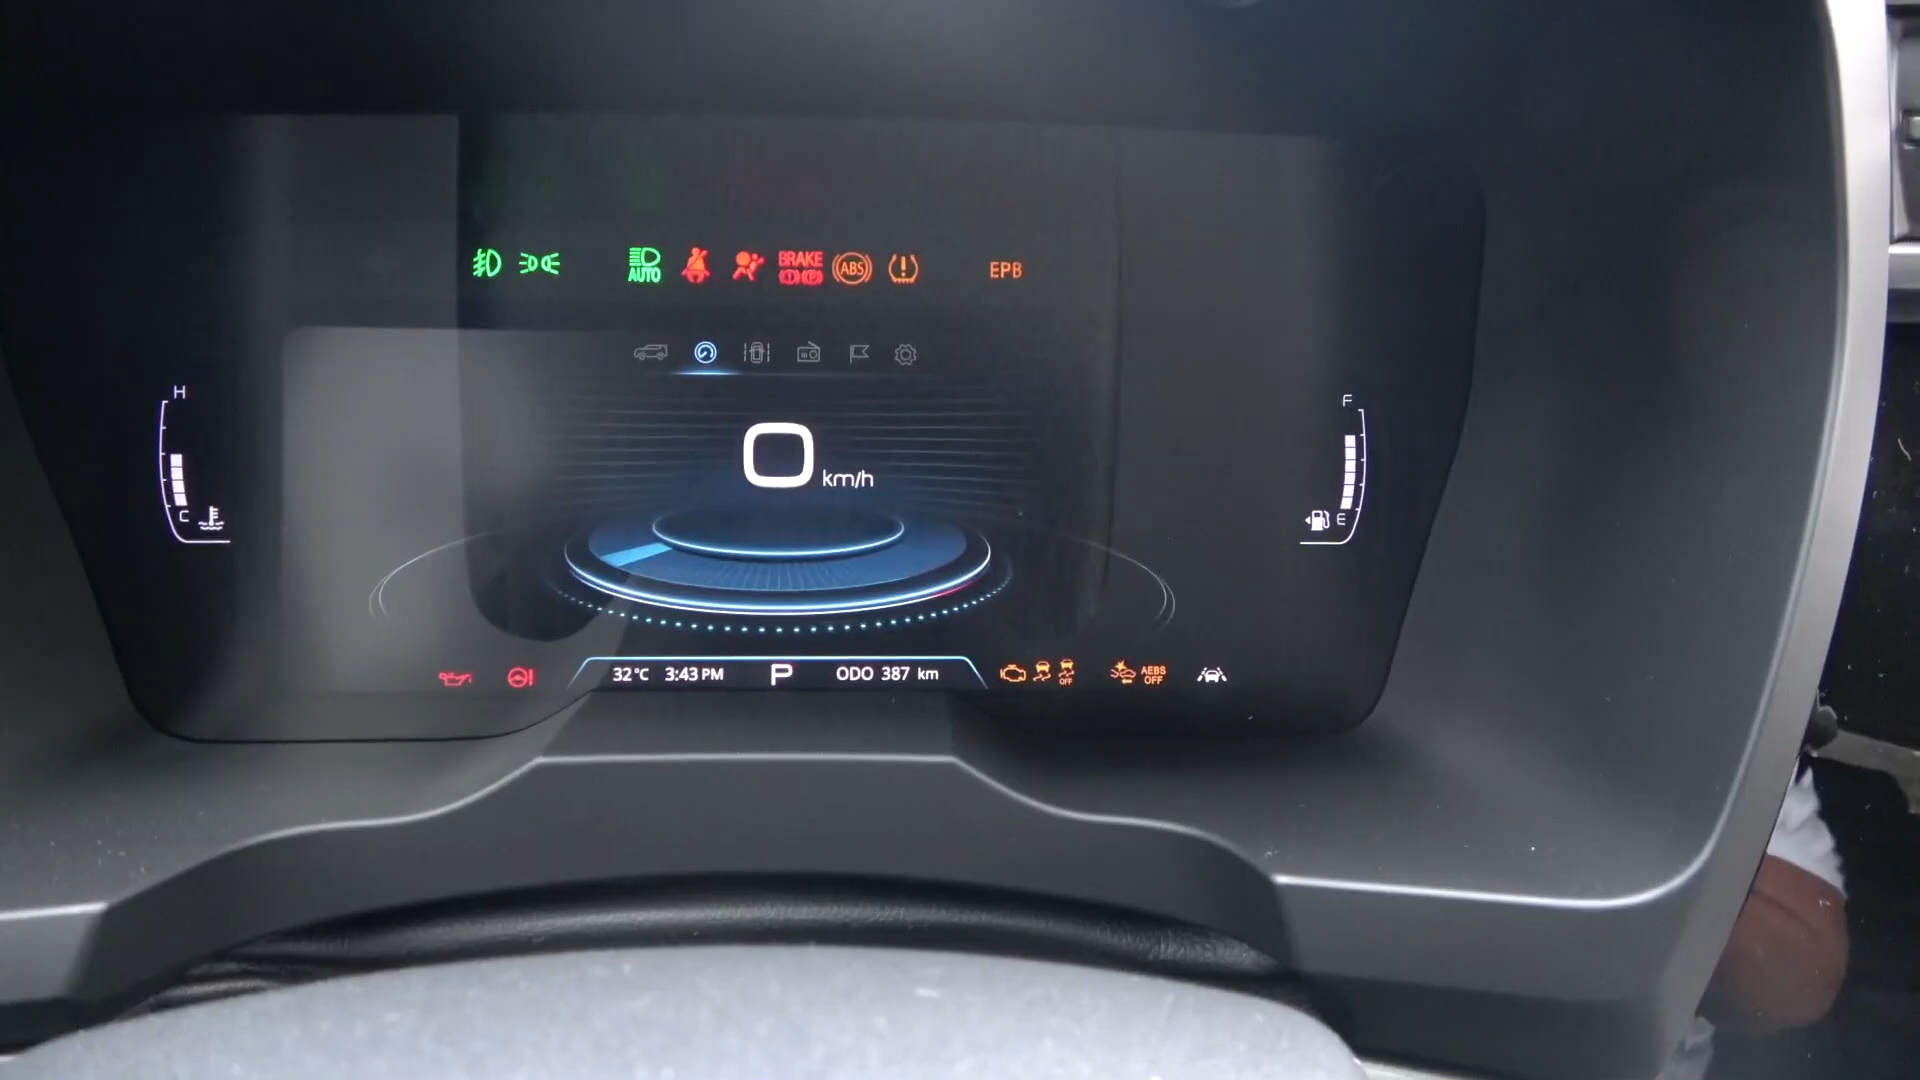 AUTO
BRAKE
ABS
EPB
H
F
0 km/h
C
E
32°C 3:43 PM P ODO 387 km
OFF
AEBS
OFF